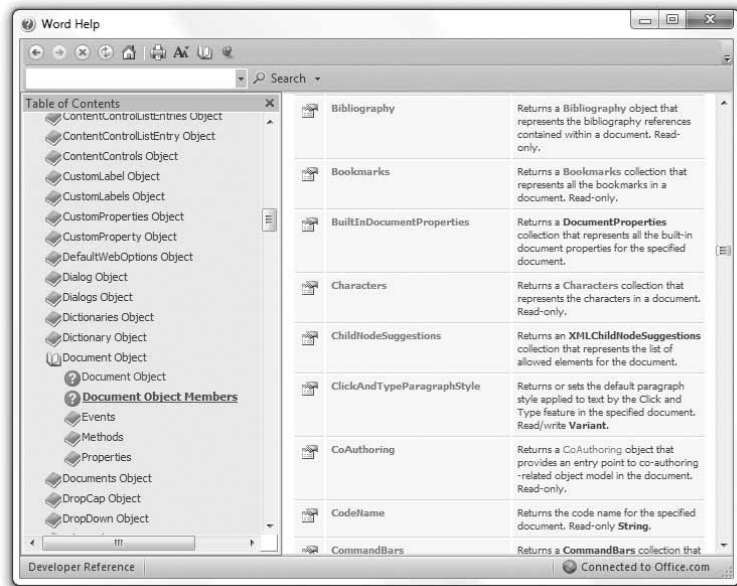 Word Help
Search
Table of Contents
ContentControlListEntries Object
ContentControlListEntry Object
ContentControls Object
CustomLabel Object
CustomLabels Object
CustomProperties Object
CustomProperty Object
DefaultWebOptions Object
Dialog Object
Dialogs Object
Dictionaries Object
Dictionary Object
Document Object
Document Object
Document Object Members
Events
Methods
Properties
Documents Object
DropCap Object
DropDown Object
Bibliography
Returns a Bibliography object that
represents the bibliography references
contained within a document. Read-
only.
Bookmarks
Returns a Bookmarks collection that
represents all the bookmarks in a
document. Read-only.
BuiltInDocumentProperties
Returns a DocumentProperties
collection that represents all the built-in
document properties for the specified
document.
Characters
Returns a Characters collection that
represents the characters in a document.
Read-only.
ChildNodeSuggestions
Returns an XMLChildNodeSuggestions
collection that represents the list of
allowed elements for the document.
ClickAndTypeParagraphStyle
Returns or sets the default paragraph
style applied to text by the Click and
Type feature in the specified document.
Read/write Variant.
CoAuthoring
Returns a CoAuthoring object that
provides an entry point to co-authoring
-related object model in the document.
Read-only.
CodeName
Returns the code name for the specified
document. Read-only String.
CommandBars
Returns a CommandBars collection that
Developer Reference
Connected to Office.com